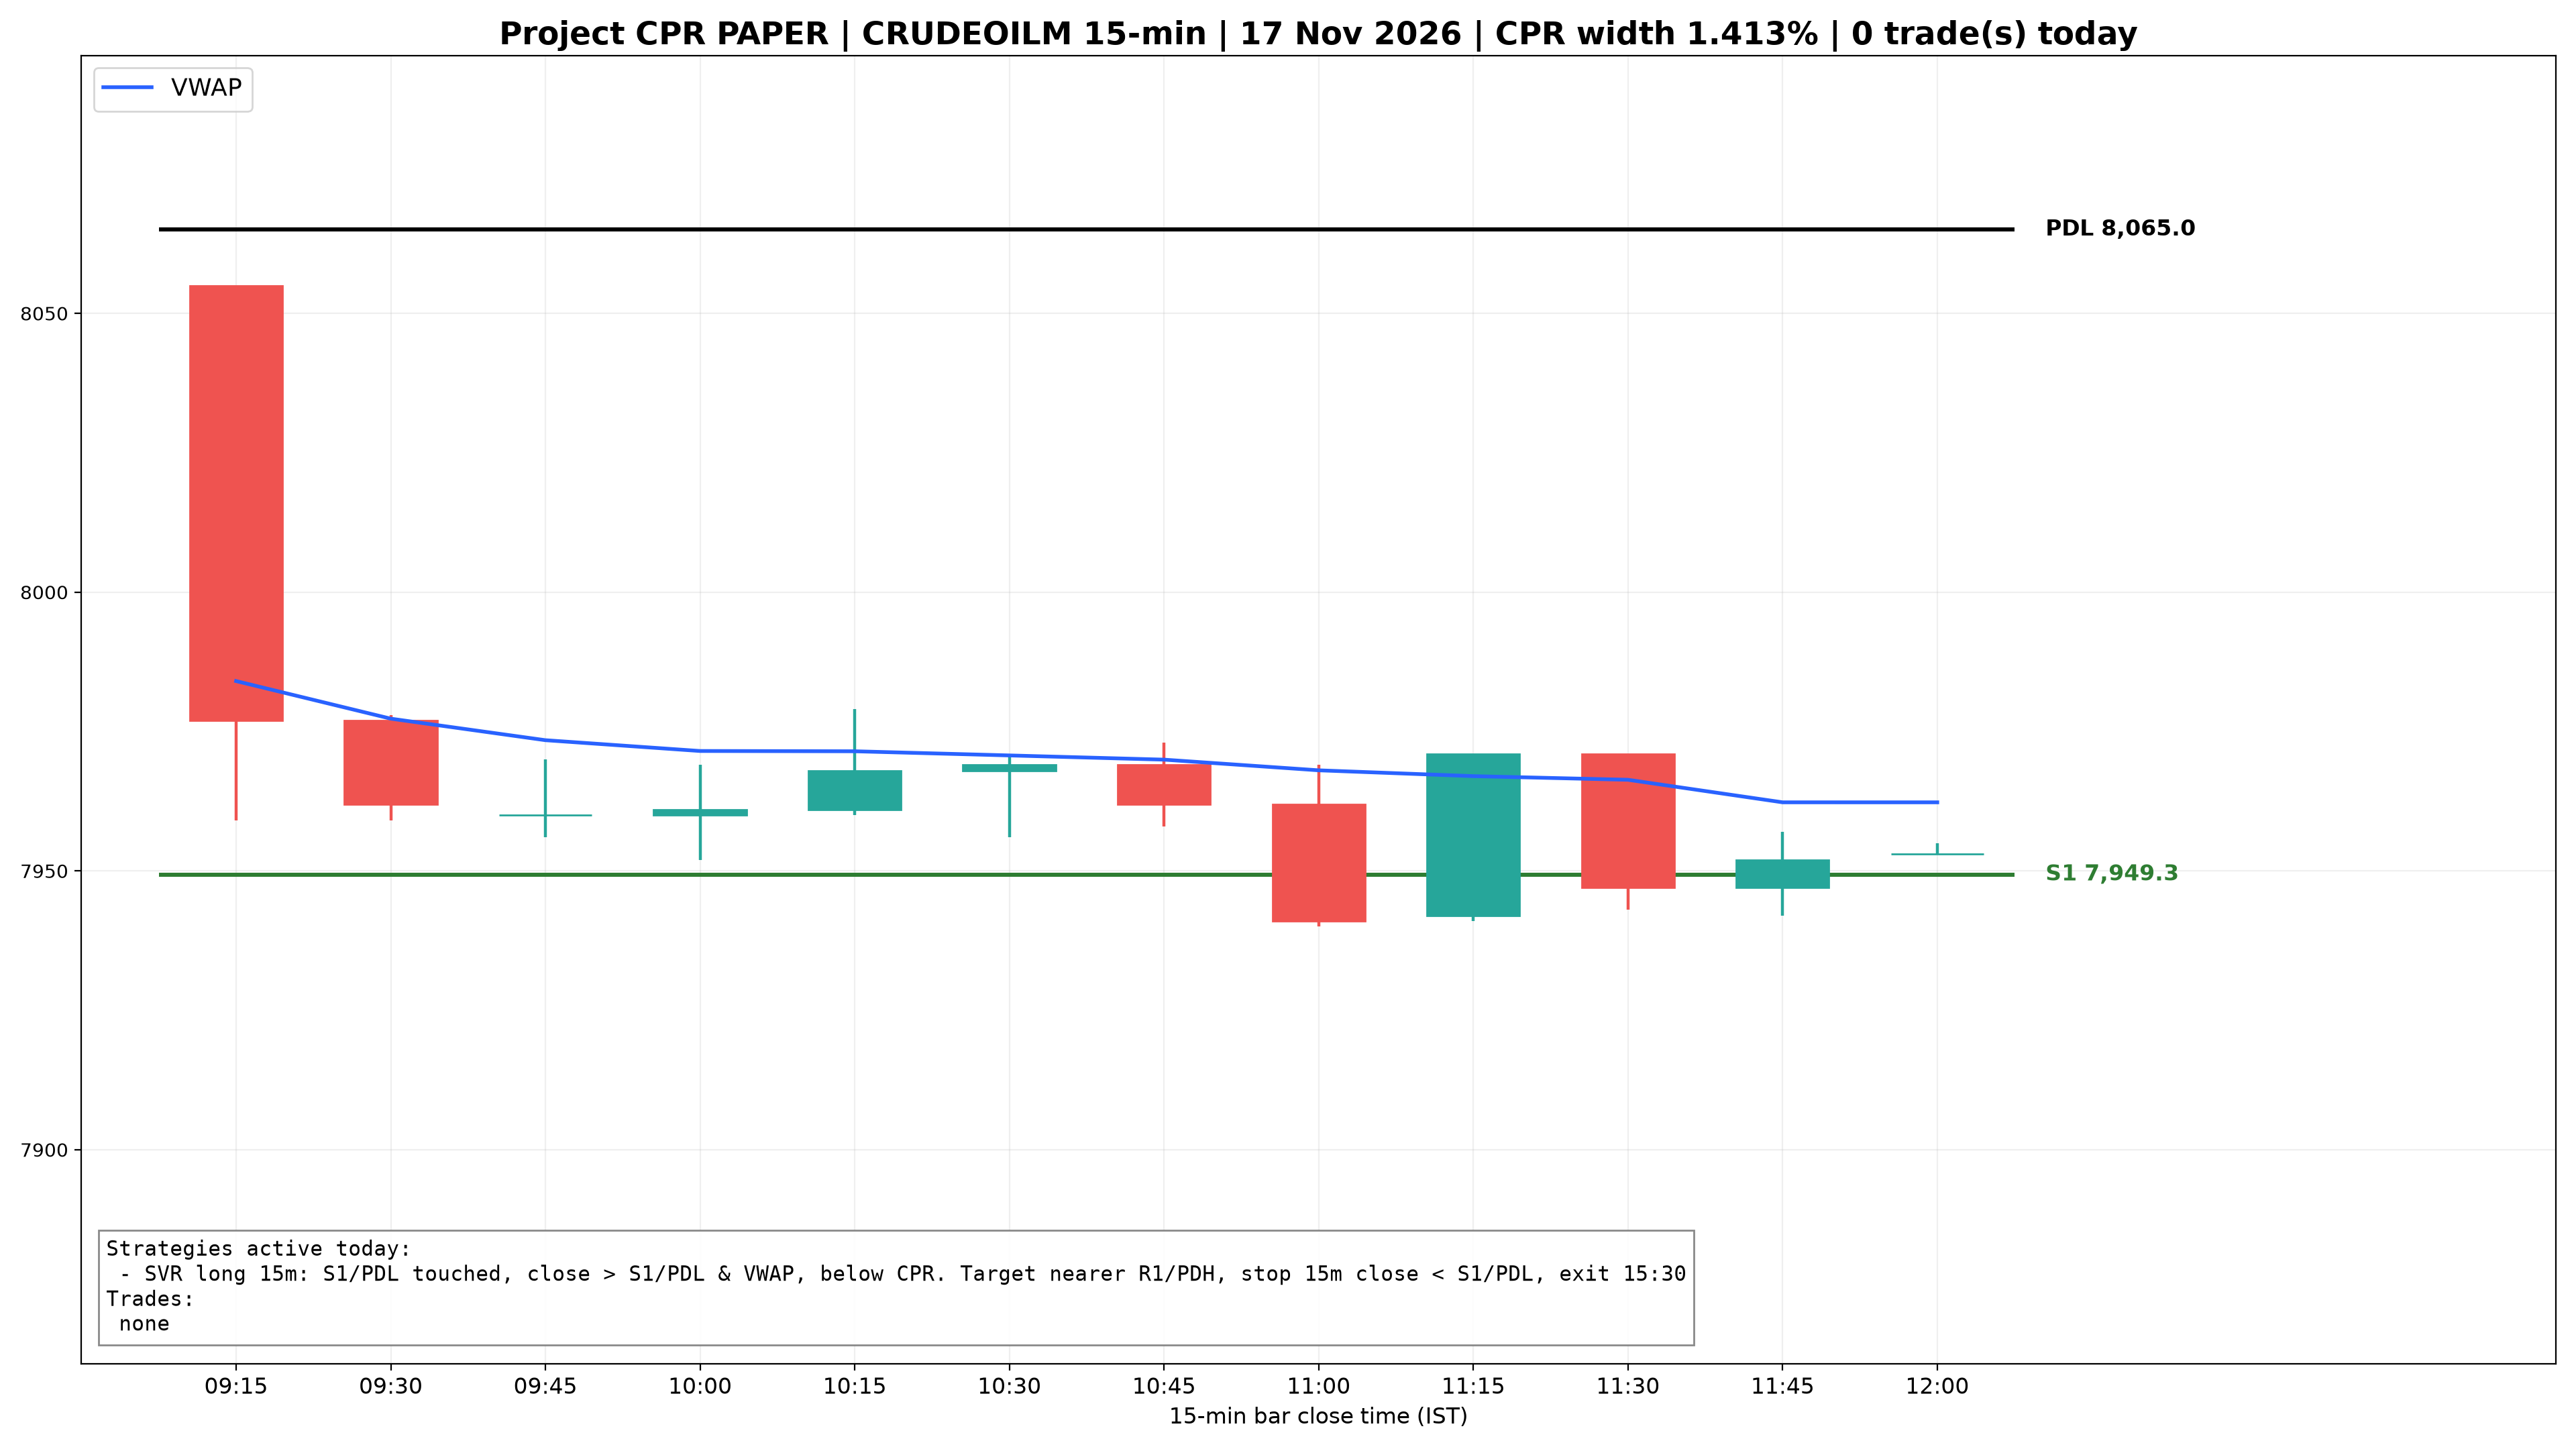 Project CPR PAPER | CRUDEOILM 15-min | 17 Nov 2026 | CPR width 1.413% | 0 trade(s) today
VWAP
PDL 8,065.0
8050
8000
7950
S1 7,949.3
7900
Strategies active today:
- SVR long 15m: S1/PDL touched, close > S1/PDL & VWAP, below CPR. Target nearer R1/PDH, stop 15m close < S1/PDL, exit 15:30
Trades:
none
09:15 09:30 09:45 10:00 10:15 10:30 10:45 11:00 11:15 11:30 11:45 12:00
15-min bar close time (IST)